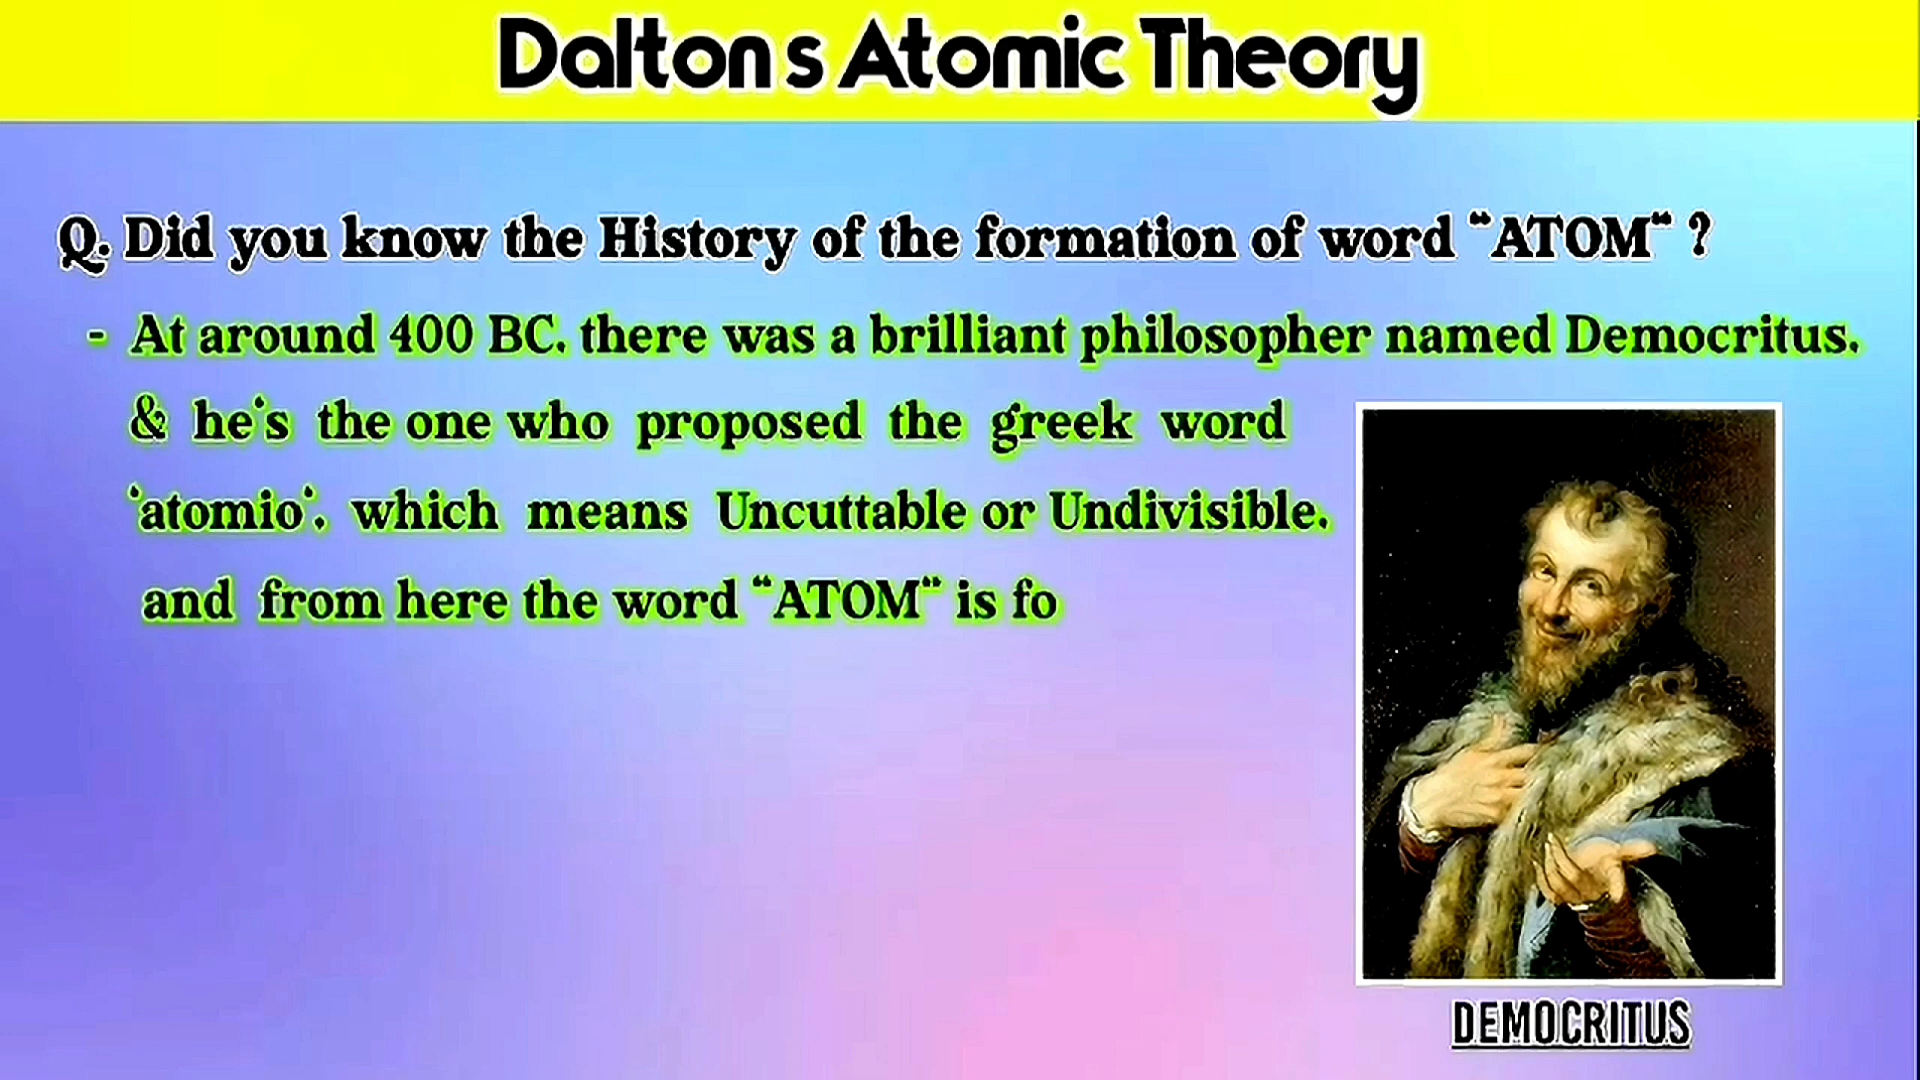 Dalton s Atomic Theory
Q. Did you know the History of the formation of word “ATOM“ ?
- At around 400 BC. there was a brilliant philosopher named Democritus.
& he‘s the one who proposed the greek word
‘atomio‘. which means Uncuttable or Undivisible.
and from here the word “ATOM“ is fo
DEMOCRITUS